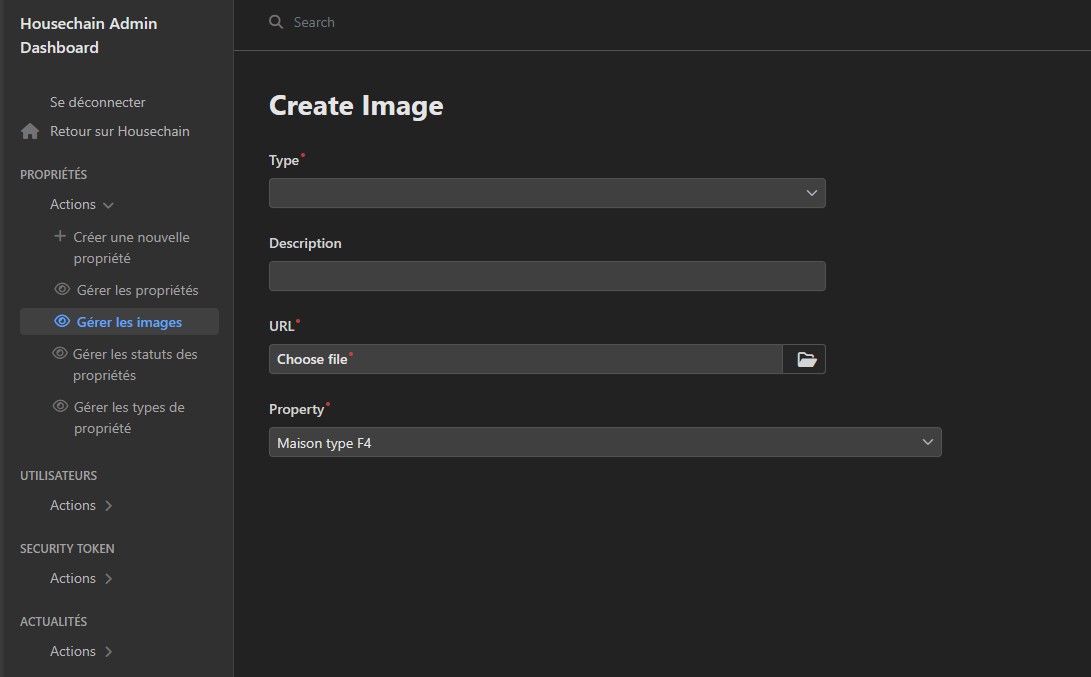 Housechain Admin
Dashboard
Se déconnecter
Retour sur Housechain
PROPRIÉTÉS
Actions
Créer une nouvelle
propriété
Gérer les propriétés
Gérer les images
Gérer les statuts des
propriétés
Gérer les types de
propriété
UTILISATEURS
Actions
SECURITY TOKEN
Actions
ACTUALITÉS
Actions
Search
Create Image
Type*
Description
URL*
Choose file*
Property*
Maison type F4